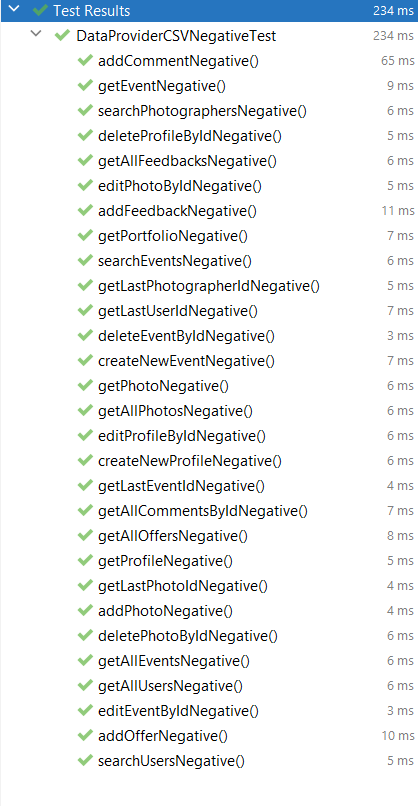 Test Results 234 ms
DataProviderCSVNegativeTest 234 ms
addCommentNegative() 65 ms
getEventNegative() 9 ms
searchPhotographersNegative() 6 ms
deleteProfileByIdNegative() 5 ms
getAllFeedbacksNegative() 6 ms
editPhotoByIdNegative() 5 ms
addFeedbackNegative() 11 ms
getPortfolioNegative() 7 ms
searchEventsNegative() 6 ms
getLastPhotographerIdNegative() 5 ms
getLastUserIdNegative() 7 ms
deleteEventByIdNegative() 3 ms
createNewEventNegative() 7 ms
getPhotoNegative() 6 ms
getAllPhotosNegative() 6 ms
editProfileByIdNegative() 6 ms
createNewProfileNegative() 6 ms
getLastEventIdNegative() 4 ms
getAllCommentsByIdNegative() 7 ms
getAllOffersNegative() 8 ms
getProfileNegative() 5 ms
getLastPhotoIdNegative() 4 ms
addPhotoNegative() 4 ms
deletePhotoByIdNegative() 6 ms
getAllEventsNegative() 6 ms
getAllUsersNegative() 6 ms
editEventByIdNegative() 3 ms
addOfferNegative() 10 ms
searchUsersNegative() 5 ms